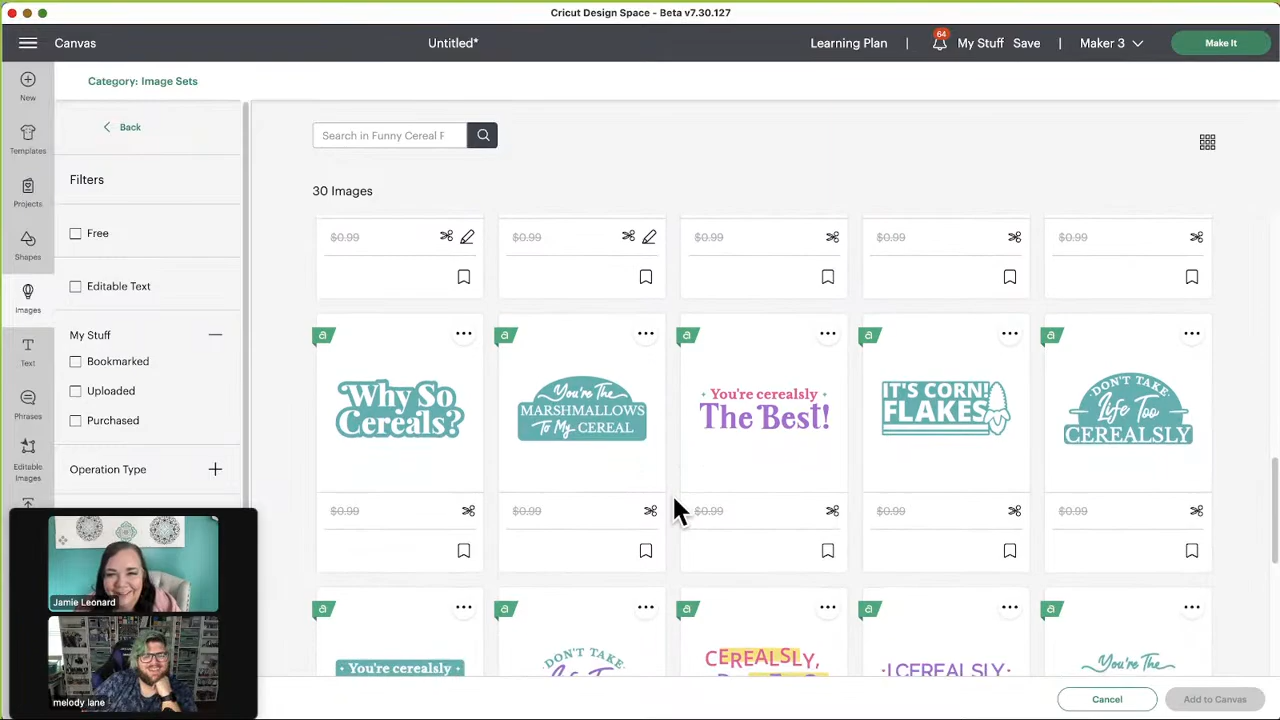 Cricut Design Space - Beta v7.30.127
Canvas
Untitled*
Learning Plan
|
64
My Stuff
Save
|
Maker 3
Make It
Category: Image Sets
New
Templates
Projects
Shapes
Images
Text
Phrases
Editable
Images
Back
Filters
Free
Editable Text
My Stuff
Bookmarked
Uploaded
Purchased
Operation Type
Search in Funny Cereal F
30 Images
$0.99
$0.99
$0.99
$0.99
$0.99
a
a
a
a
a
Why So
Cereals?
You're The
MARSHMALLOWS
To My CEREAL
You're cerealsly
The Best!
IT'S CORN!
FLAKES
DON'T TAKE
Life Too
CEREALSLY
$0.99
$0.99
$0.99
$0.99
$0.99
a
a
a
a
a
You're cerealsly
DON'T TAKE
CEREALSLY,
I CEREALSLY
You're The
Jamie Leonard
melody lane
Cancel
Add to Canvas